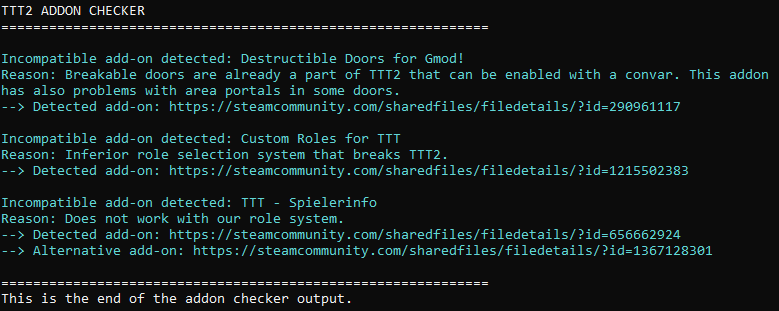 TTT2 ADDON CHECKER
=============================================================
Incompatible add-on detected: Destructible Doors for Gmod!
Reason: Breakable doors are already a part of TTT2 that can be enabled with a convar. This addon
has also problems with area portals in some doors.
--> Detected add-on: https://steamcommunity.com/sharedfiles/filedetails/?id=290961117
Incompatible add-on detected: Custom Roles for TTT
Reason: Inferior role selection system that breaks TTT2.
--> Detected add-on: https://steamcommunity.com/sharedfiles/filedetails/?id=1215502383
Incompatible add-on detected: TTT - Spielerinfo
Reason: Does not work with our role system.
--> Detected add-on: https://steamcommunity.com/sharedfiles/filedetails/?id=656662924
--> Alternative add-on: https://steamcommunity.com/sharedfiles/filedetails/?id=1367128301
=============================================================
This is the end of the addon checker output.